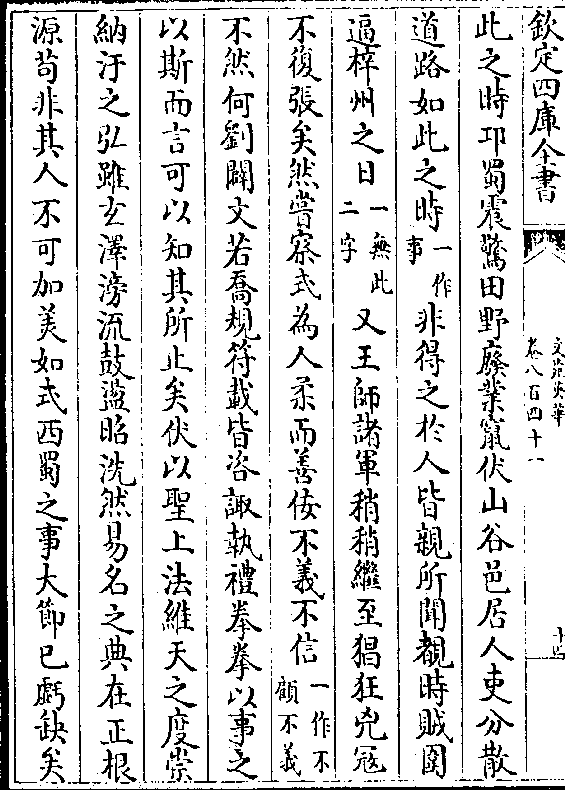 欽定四庫全書
文苑英華
卷八百四十一
十四
此之時邛蜀震驚田野廢業竄伏山谷邑居人吏分散
道路如此之時一作事非得之於人皆親所聞覩時賊圍
逼梓州之日一無此二字又王師諸軍稍稍繼至猖狂兇冦
不復張矣然嘗察式為人柔而善佞不義不信一作不顧不義
不然何劉闢文若喬規符載皆咨諏執禮拳拳以事之
以斯而言可以知其所止矣伏以聖上法維天之度崇
納汙之弘雖玄澤滂流鼓盪昭洗然易名之典在正根
源苟非其人不可加美如式西蜀之事大節已虧缺矣